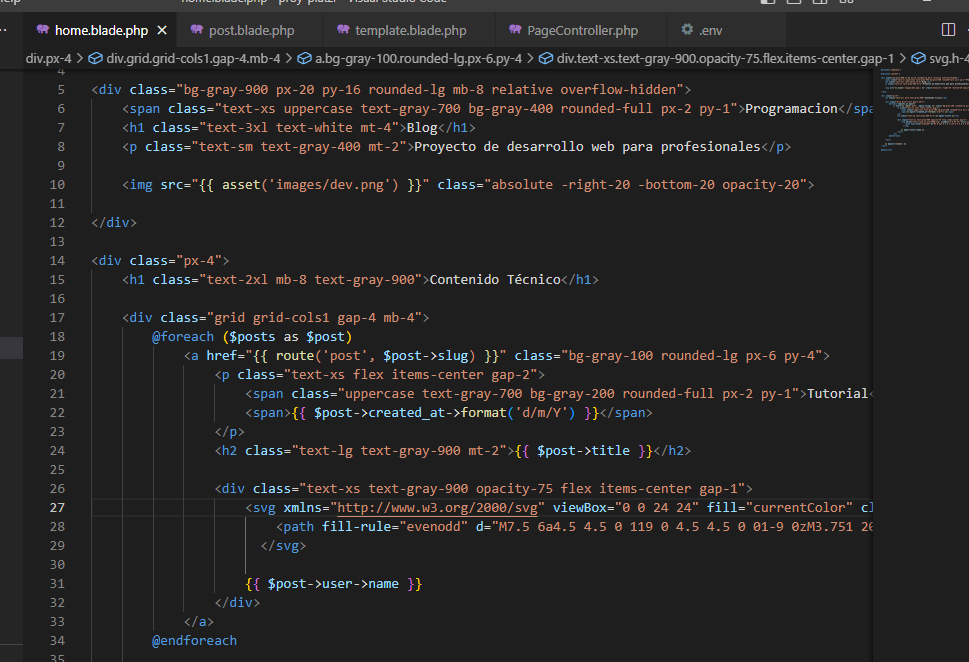 home.blade.php
post.blade.php
template.blade.php
PageController.php
.env
div.px-4 > div.grid.grid-cols1.gap-4.mb-4 > a.bg-gray-100.rounded-lg.px-6.py-4 > div.text-xs.text-gray-900.opacity-75.flex.items-center.gap-1 > svg.h-4
4
5 <div class="bg-gray-900 px-20 py-16 rounded-lg mb-8 relative overflow-hidden">
6 <span class="text-xs uppercase text-gray-700 bg-gray-400 rounded-full px-2 py-1">Programacion</spa
7 <h1 class="text-3xl text-white mt-4">Blog</h1>
8 <p class="text-sm text-gray-400 mt-2">Proyecto de desarrollo web para profesionales</p>
9
10 <img src="{{ asset('images/dev.png') }}" class="absolute -right-20 -bottom-20 opacity-20">
11
12 </div>
13
14 <div class="px-4">
15 <h1 class="text-2xl mb-8 text-gray-900">Contenido Técnico</h1>
16
17 <div class="grid grid-cols1 gap-4 mb-4">
18 @foreach ($posts as $post)
19 <a href="{{ route('post', $post->slug) }}" class="bg-gray-100 rounded-lg px-6 py-4">
20 <p class="text-xs flex items-center gap-2">
21 <span class="uppercase text-gray-700 bg-gray-200 rounded-full px-2 py-1">Tutorial<
22 <span>{{ $post->created_at->format('d/m/Y') }}</span>
23 </p>
24 <h2 class="text-lg text-gray-900 mt-2">{{ $post->title }}</h2>
25
26 <div class="text-xs text-gray-900 opacity-75 flex items-center gap-1">
27 <svg xmlns="http://www.w3.org/2000/svg" viewBox="0 0 24 24" fill="currentColor" cl
28 <path fill-rule="evenodd" d="M7.5 6a4.5 4.5 0 119 0 4.5 4.5 0 01-9 0zM3.751 20
29 </svg>
30
31 {{ $post->user->name }}
32 </div>
33 </a>
34 @endforeach
35